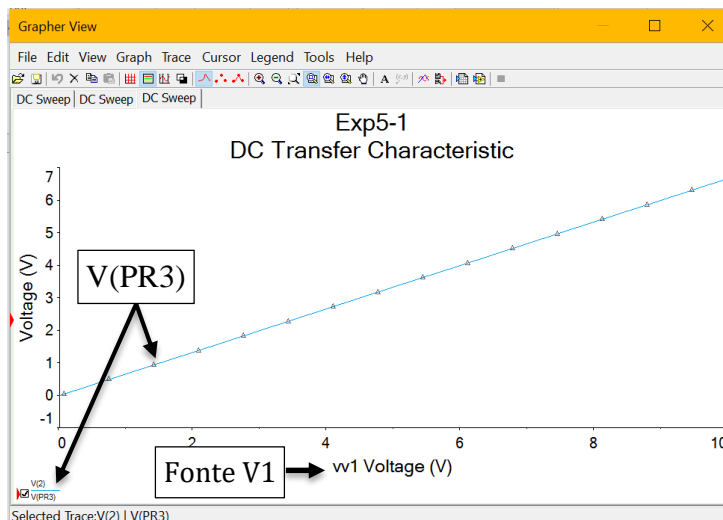 Grapher View
File Edit View Graph Trace Cursor Legend Tools Help
DC Sweep DC Sweep DC Sweep
Exp5-1
DC Transfer Characteristic
Voltage (V)
7
6
5
4
3
2
1
0
-1
V(PR3)
0 2 4 6 8 10
Fonte V1
vv1 Voltage (V)
V(2)
V(PR3)
Selected Trace:V(2) | V(PR3)